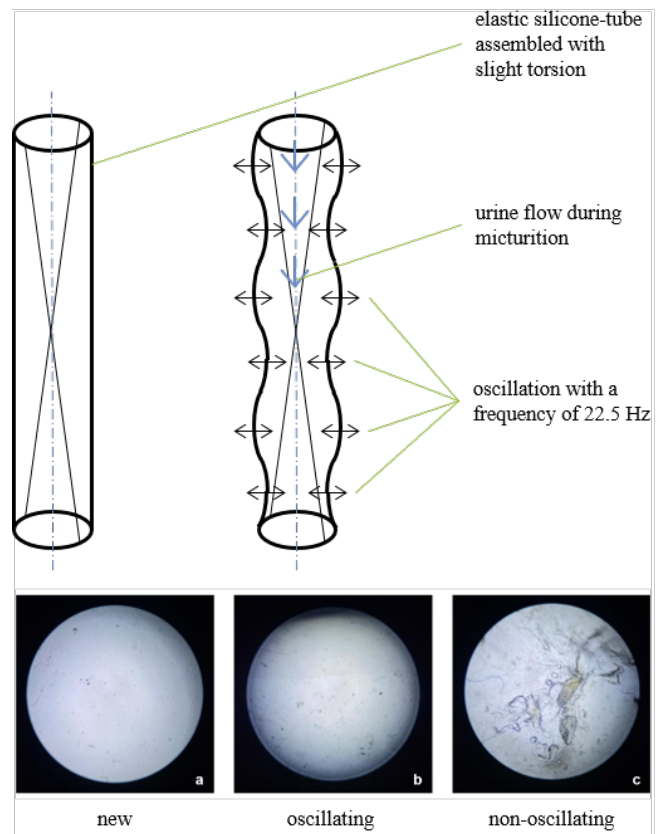 elastic silicone-tube
assembled with
slight torsion
urine flow during
micturition
oscillation with a
frequency of 22.5 Hz
a
b
c
new
oscillating
non-oscillating